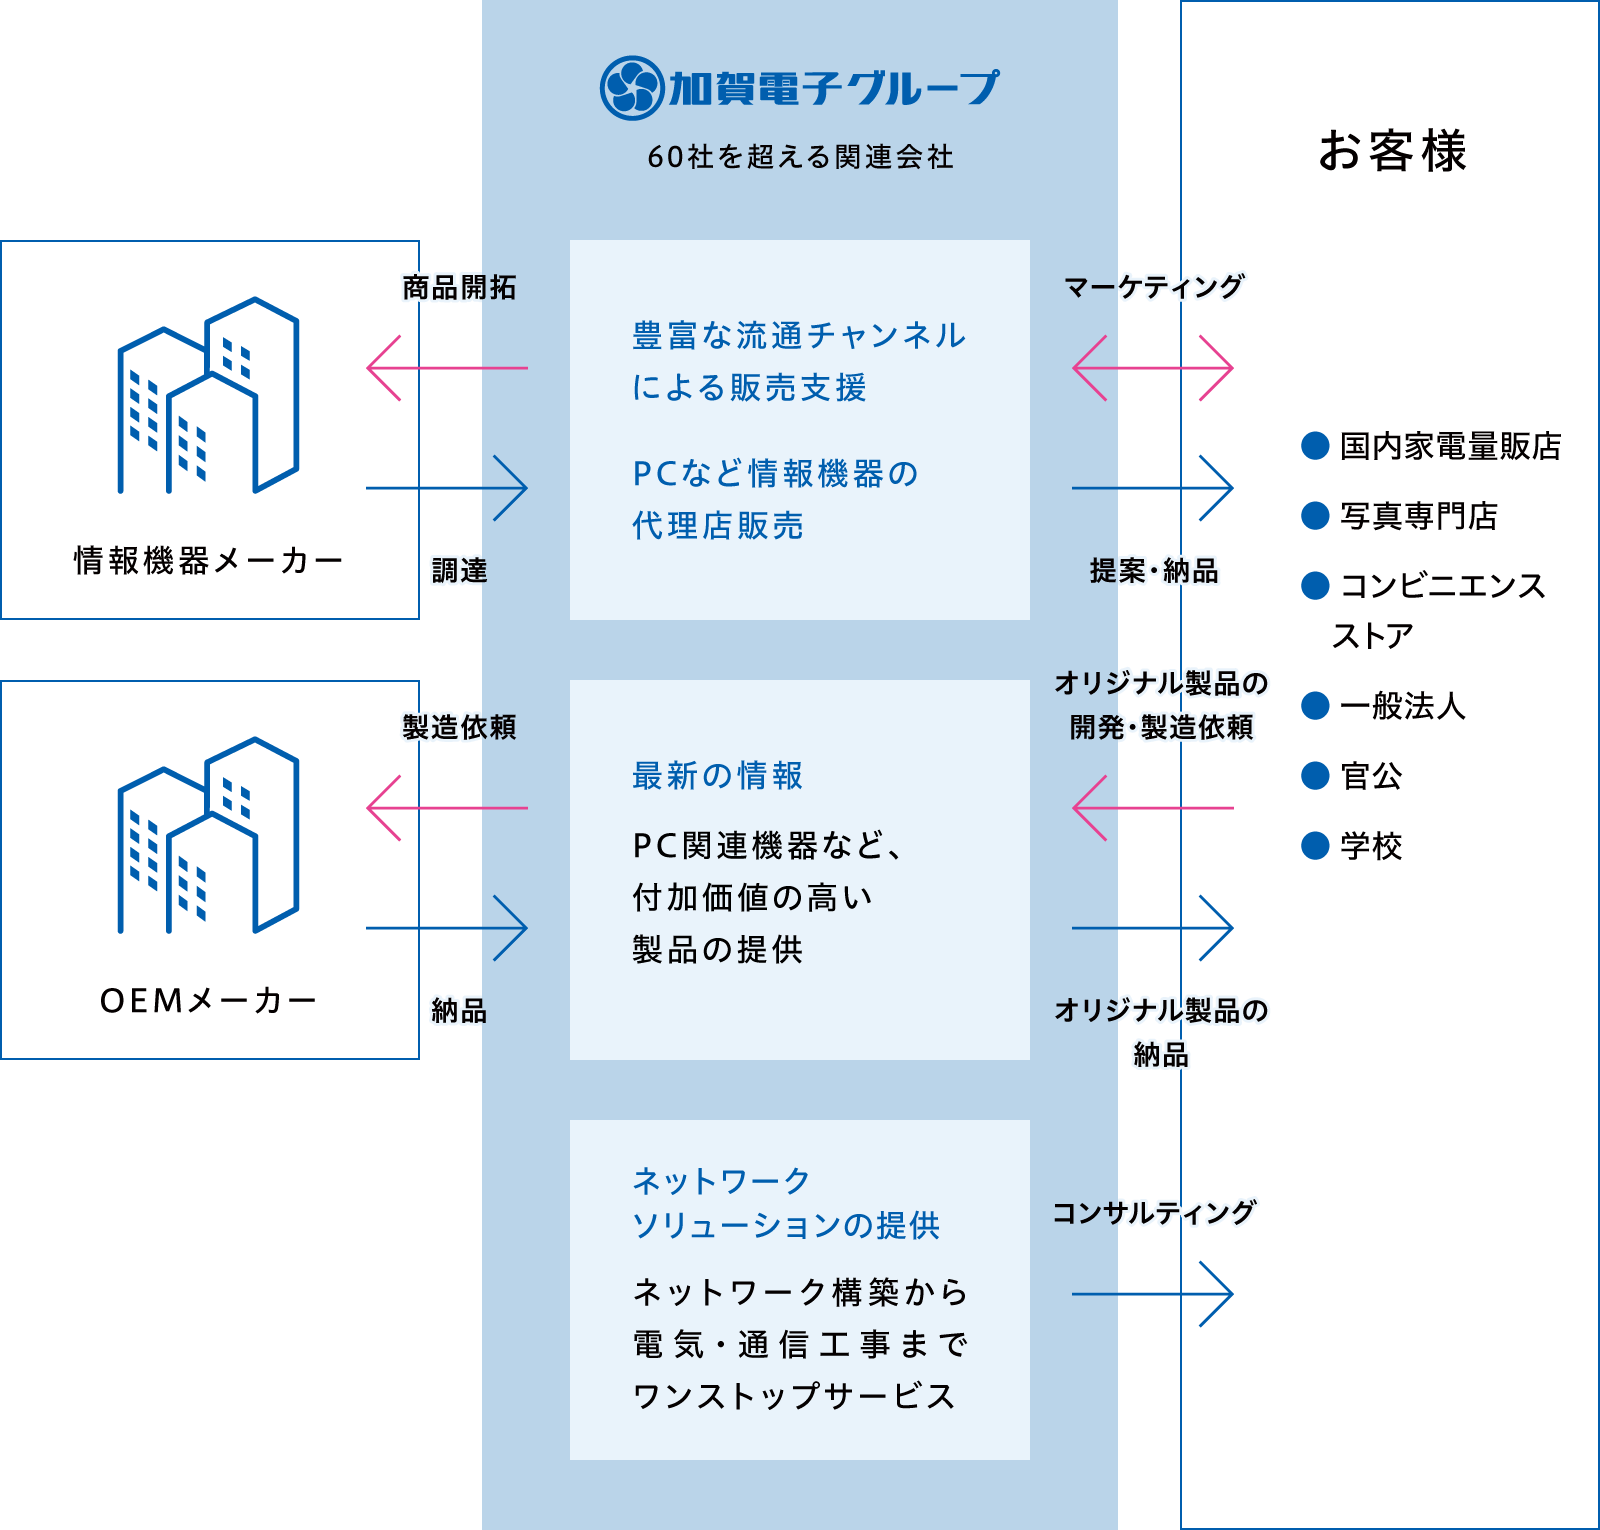 加賀電子グループ
60社を超える関連会社
お客様
商品開拓
情報機器メーカー
調達
豊富な流通チャンネル
による販売支援
PCなど情報機器の
代理店販売
マーケティング
提案・納品
製造依頼
OEMメーカー
納品
最新の情報
PC関連機器など、
付加価値の高い
製品の提供
オリジナル製品の
開発・製造依頼
オリジナル製品の
納品
ネットワーク
ソリューションの提供
ネットワーク構築から
電気・通信工事まで
ワンストップサービス
コンサルティング
● 国内家電量販店
● 写真専門店
● コンビニエンス
ストア
● 一般法人
● 官公
● 学校